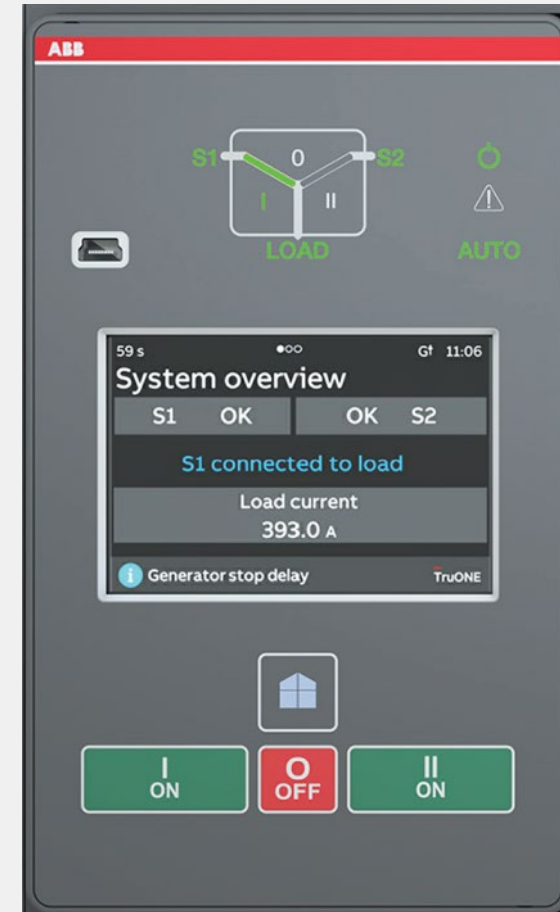 ABB
S1 0 S2
I II
LOAD AUTO
59 s G↑ 11:06
System overview
S1 OK OK S2
S1 connected to load
Load current
393.0 A
i Generator stop delay TruONE
I O II
ON OFF ON